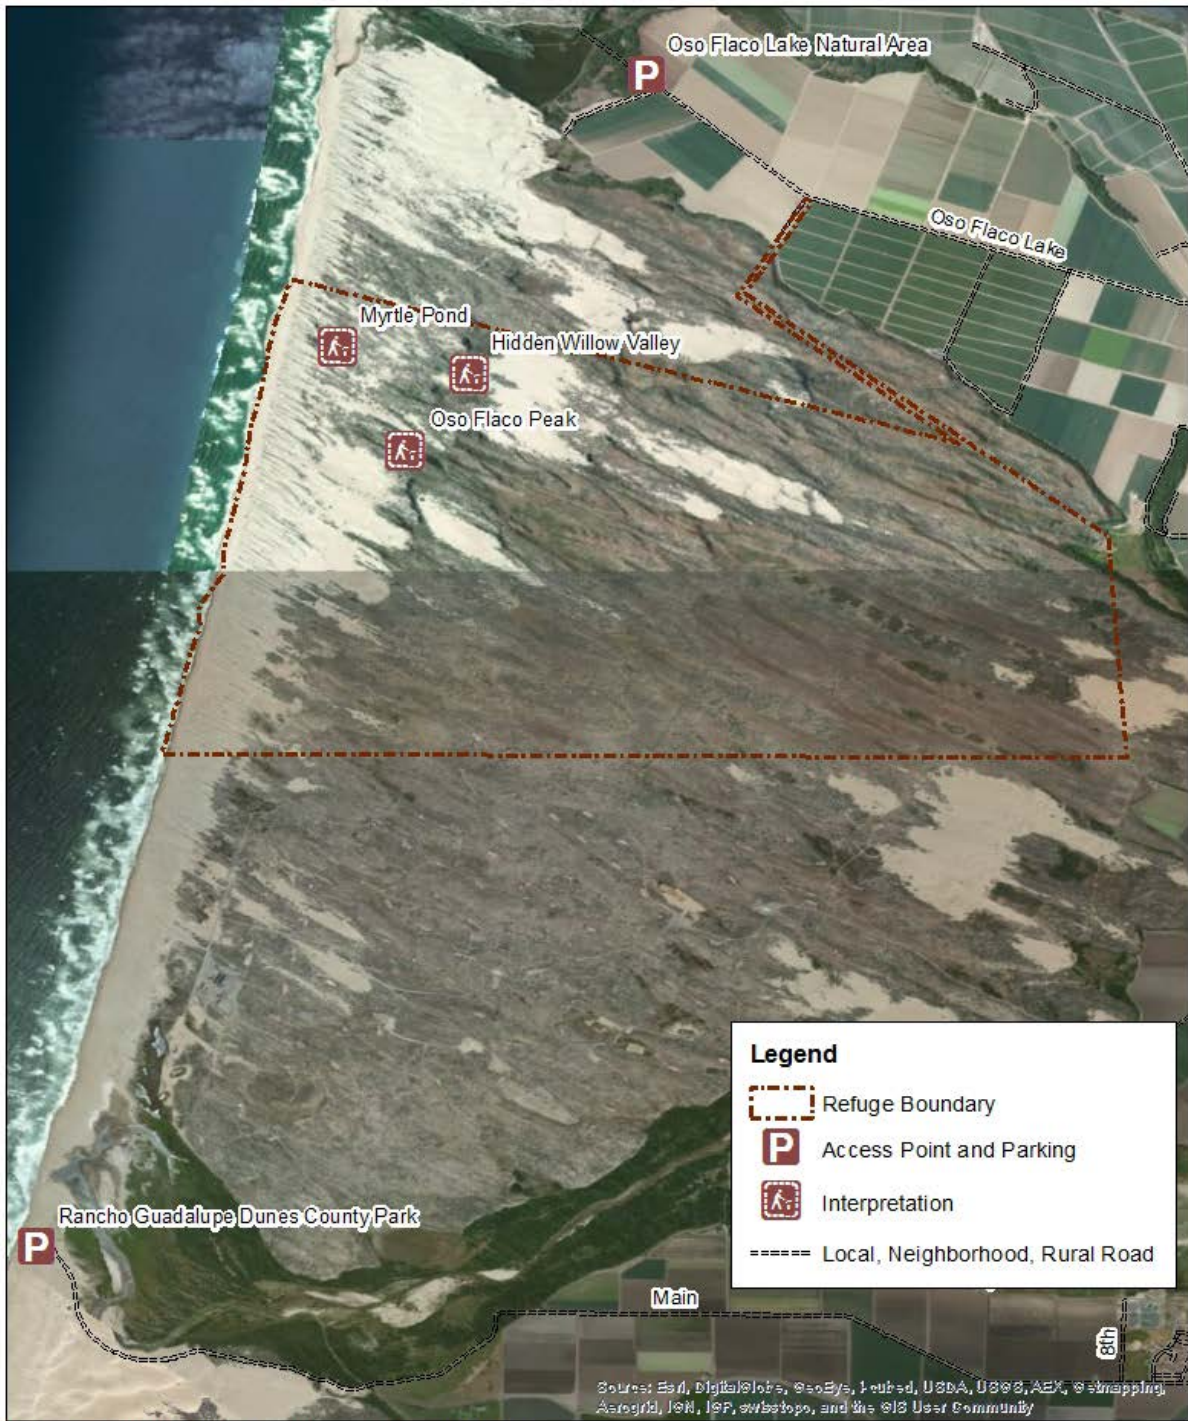 P
Oso Flaco Lake Natural Area
Oso Flaco Lake
Myrtle Pond
Hidden Willow Valley
Oso Flaco Peak
Legend
Refuge Boundary
P
Access Point and Parking
Interpretation
Local, Neighborhood, Rural Road
P
Rancho Guadalupe Dunes County Park
Main
8th
Source: Esri, DigitalGlobe, GeoEye, i-cubed, USDA, USGS, AEX, Getmapping,
Aerogrid, IGN, IGP, swisstopo, and the GIS User Community